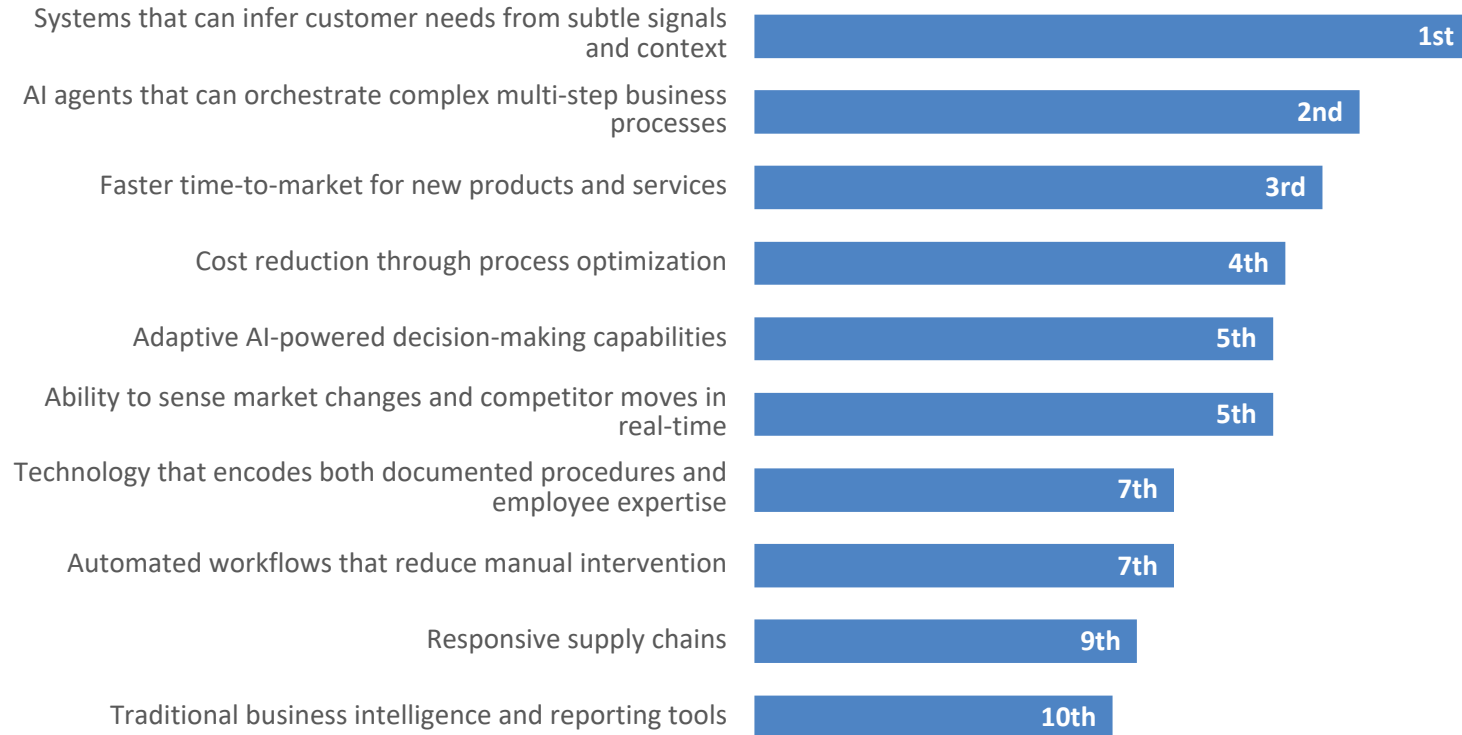 Systems that can infer customer needs from subtle signals
and context
1st
AI agents that can orchestrate complex multi-step business
processes
2nd
Faster time-to-market for new products and services
3rd
Cost reduction through process optimization
4th
Adaptive AI-powered decision-making capabilities
5th
Ability to sense market changes and competitor moves in
real-time
5th
Technology that encodes both documented procedures and
employee expertise
7th
Automated workflows that reduce manual intervention
7th
Responsive supply chains
9th
Traditional business intelligence and reporting tools
10th